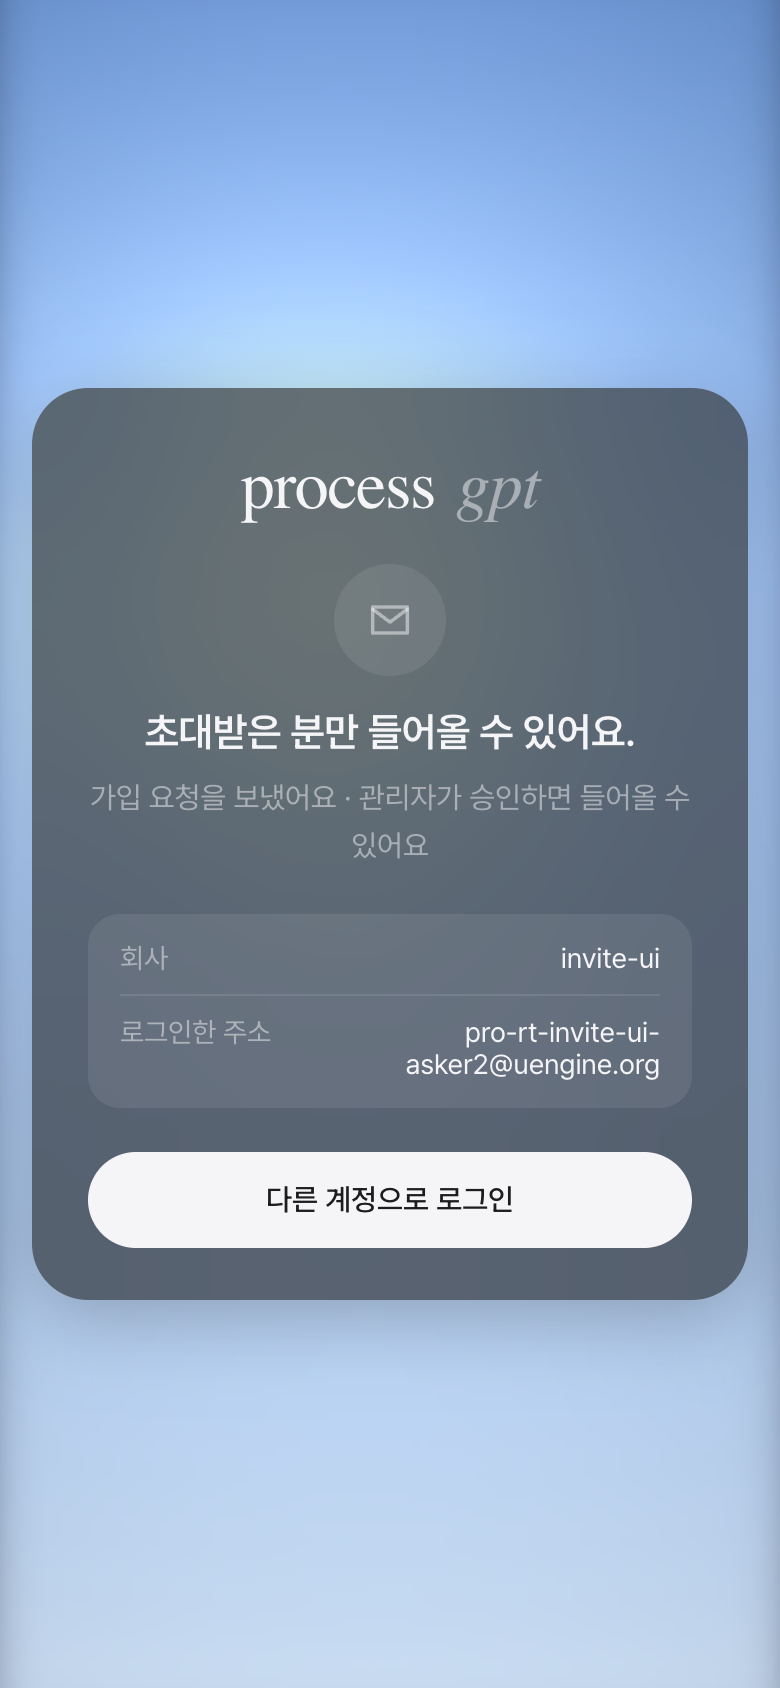 process gpt
초대받은 분만 들어올 수 있어요.
가입 요청을 보냈어요 · 관리자가 승인하면 들어올 수
있어요
회사 invite-ui
로그인한 주소 pro-rt-invite-ui-
asker2@uengine.org
다른 계정으로 로그인